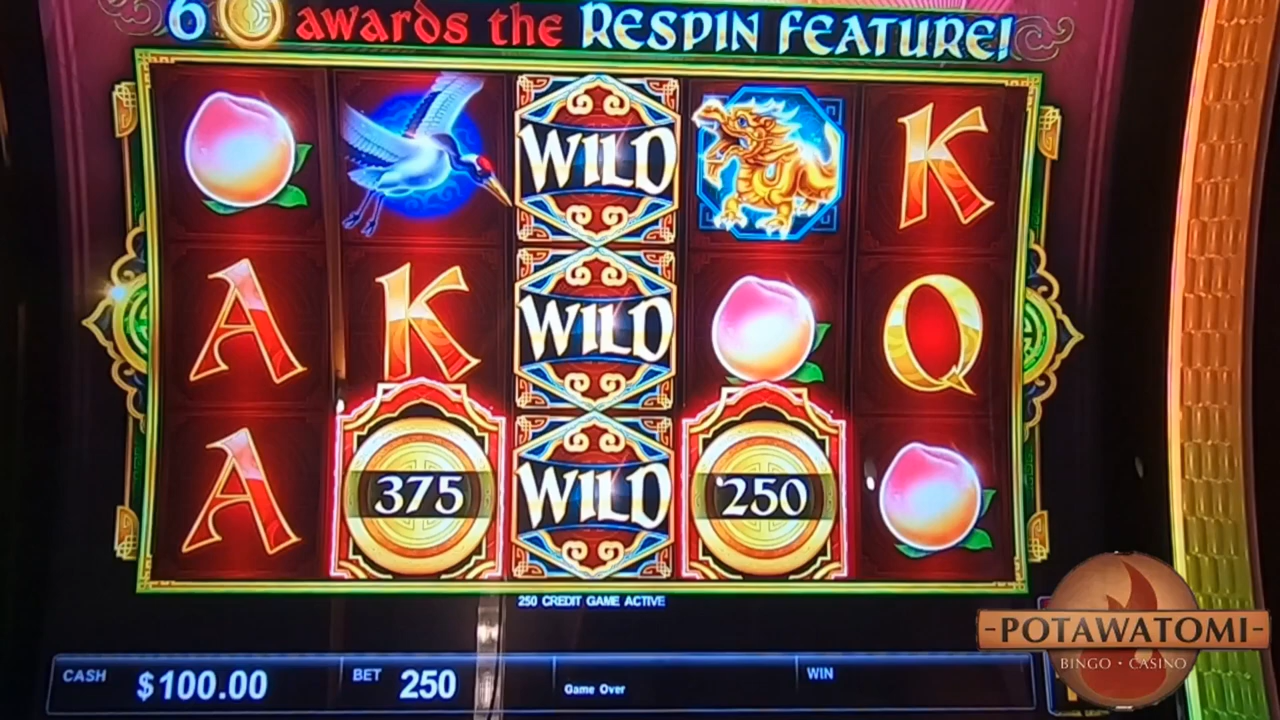 6 awards the RESPIN FEATURE!
WILD
K
A
K
WILD
Q
A
375
WILD
250
250 CREDIT GAME ACTIVE
CASH $100.00 BET 250 Game Over WIN
-POTAWATOMI-
BINGO · CASINO